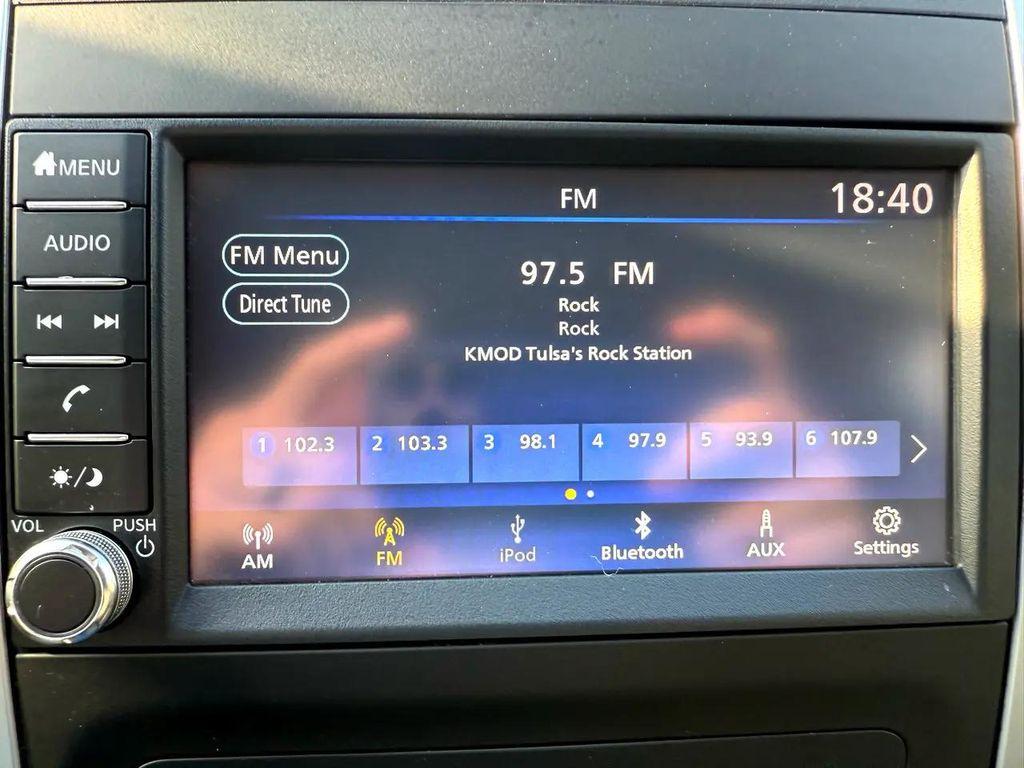 MENU
AUDIO
VOL
PUSH
FM
18:40
FM Menu
Direct Tune
97.5 FM
Rock
Rock
KMOD Tulsa's Rock Station
1 102.3
2 103.3
3 98.1
4 97.9
5 93.9
6 107.9
AM
FM
iPod
Bluetooth
AUX
Settings